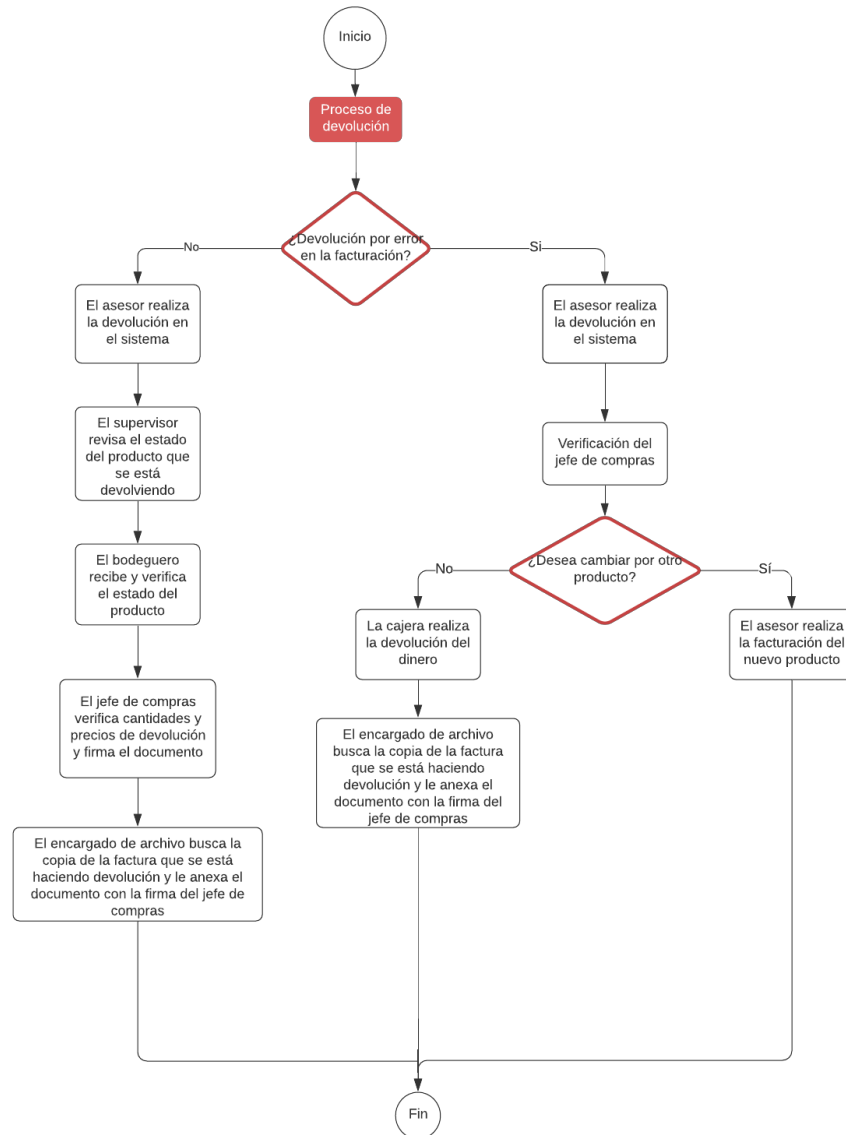 Inicio
Proceso de
devolución
¿Devolución por error
en la facturación?
No
Si
El asesor realiza
la devolución en
el sistema
El asesor realiza
la devolución en
el sistema
El supervisor
revisa el estado
del producto que
se está
devolviendo
Verificación del
jefe de compras
El bodeguero
recibe y verifica
el estado del
producto
¿Desea cambiar por otro
producto?
No
Sí
La cajera realiza
la devolución del
dinero
El asesor realiza
la facturación del
nuevo producto
El jefe de compras
verifica cantidades y
precios de devolución
y firma el documento
El encargado de archivo
busca la copia de la factura
que se está haciendo
devolución y le anexa el
documento con la firma del
jefe de compras
El encargado de archivo busca la
copia de la factura que se está
haciendo devolución y le anexa el
documento con la firma del jefe de
compras
Fin